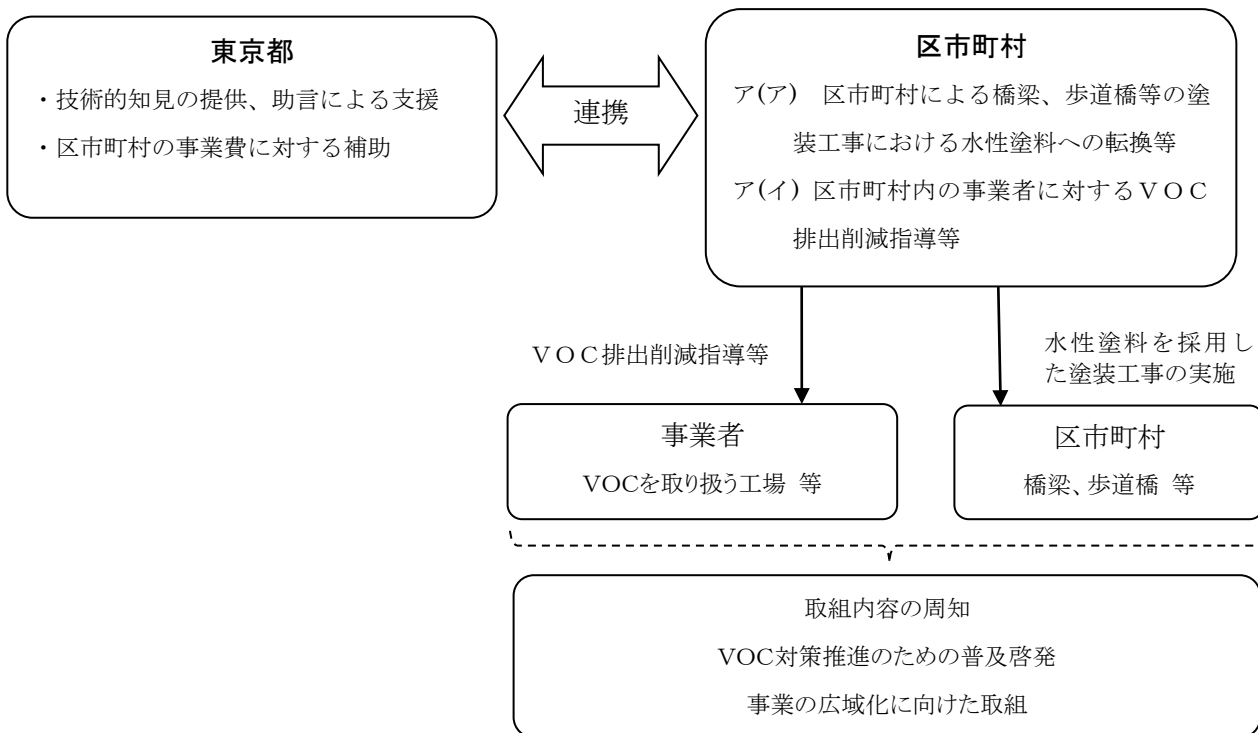 東京都
・技術的知見の提供、助言による支援
・区市町村の事業費に対する補助
連携
区市町村
ア(ア)　区市町村による橋梁、歩道橋等の塗
装工事における水性塗料への転換等
ア(イ) 区市町村内の事業者に対するＶＯＣ
排出削減指導等
ＶＯＣ排出削減指導等
水性塗料を採用し
た塗装工事の実施
事業者
VOCを取り扱う工場 等
区市町村
橋梁、歩道橋 等
取組内容の周知
VOC対策推進のための普及啓発
事業の広域化に向けた取組